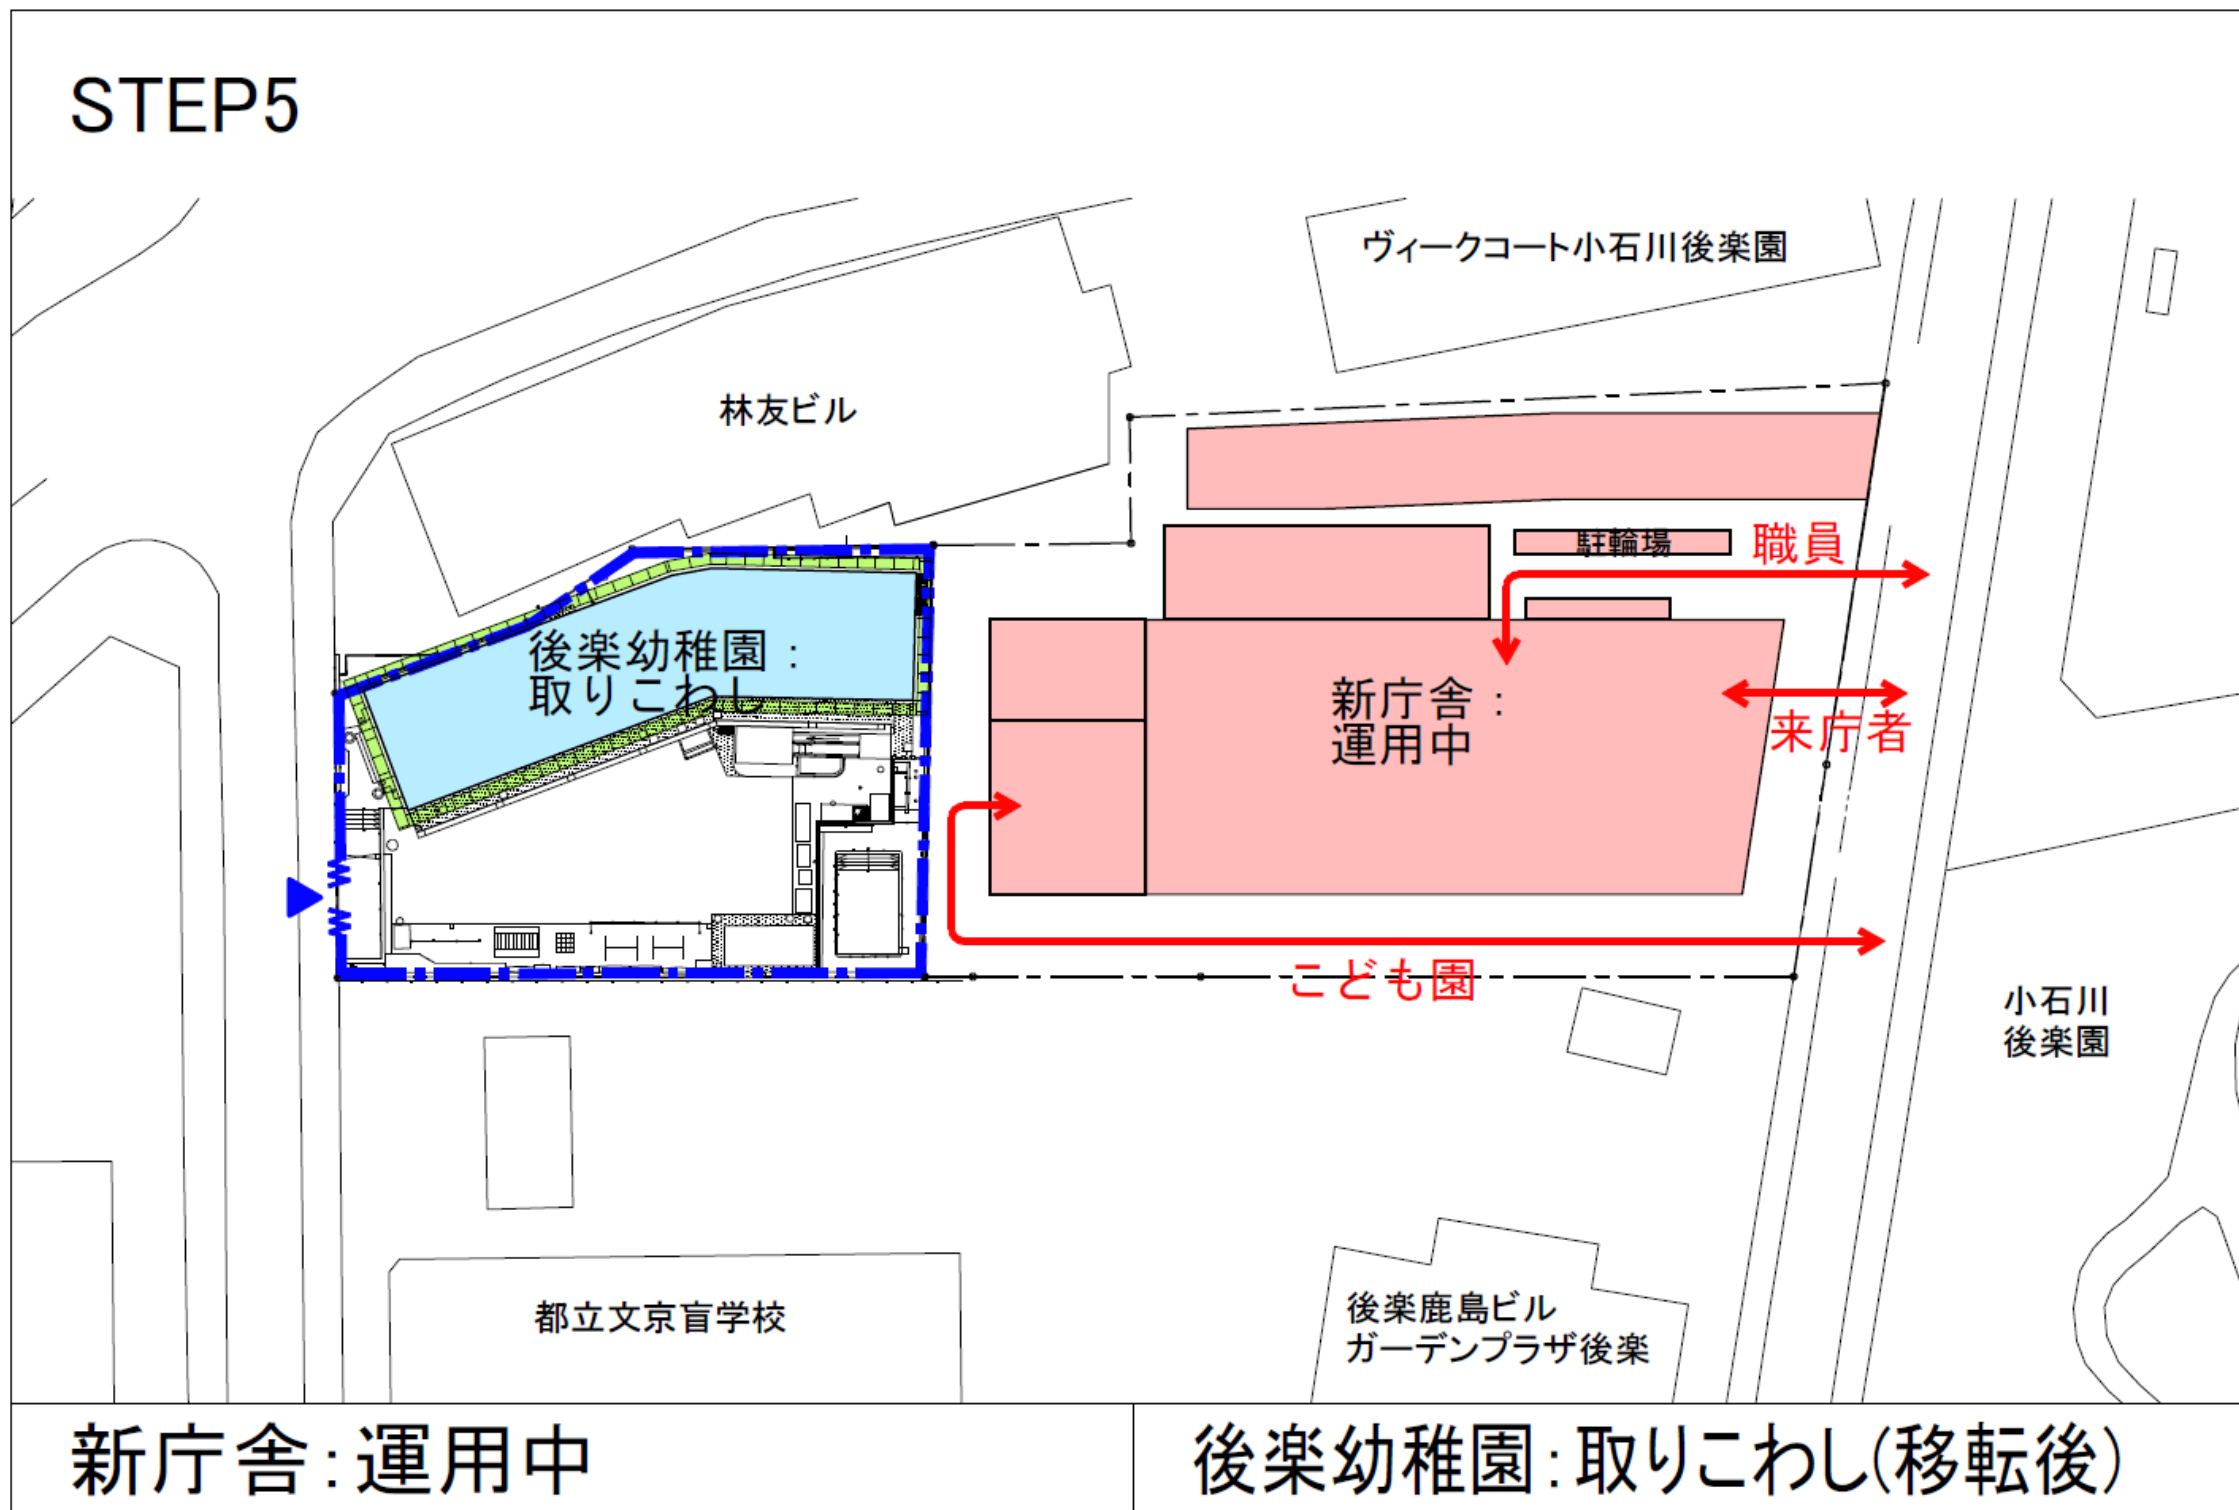 STEP5
ヴィークコート小石川後楽園
林友ビル
駐輪場
職員
後楽幼稚園：
取りこわし
新庁舎：
運用中
来庁者
こども園
小石川
後楽園
都立文京盲学校
後楽鹿島ビル
ガーデンプラザ後楽
新庁舎：運用中
後楽幼稚園：取りこわし(移転後)